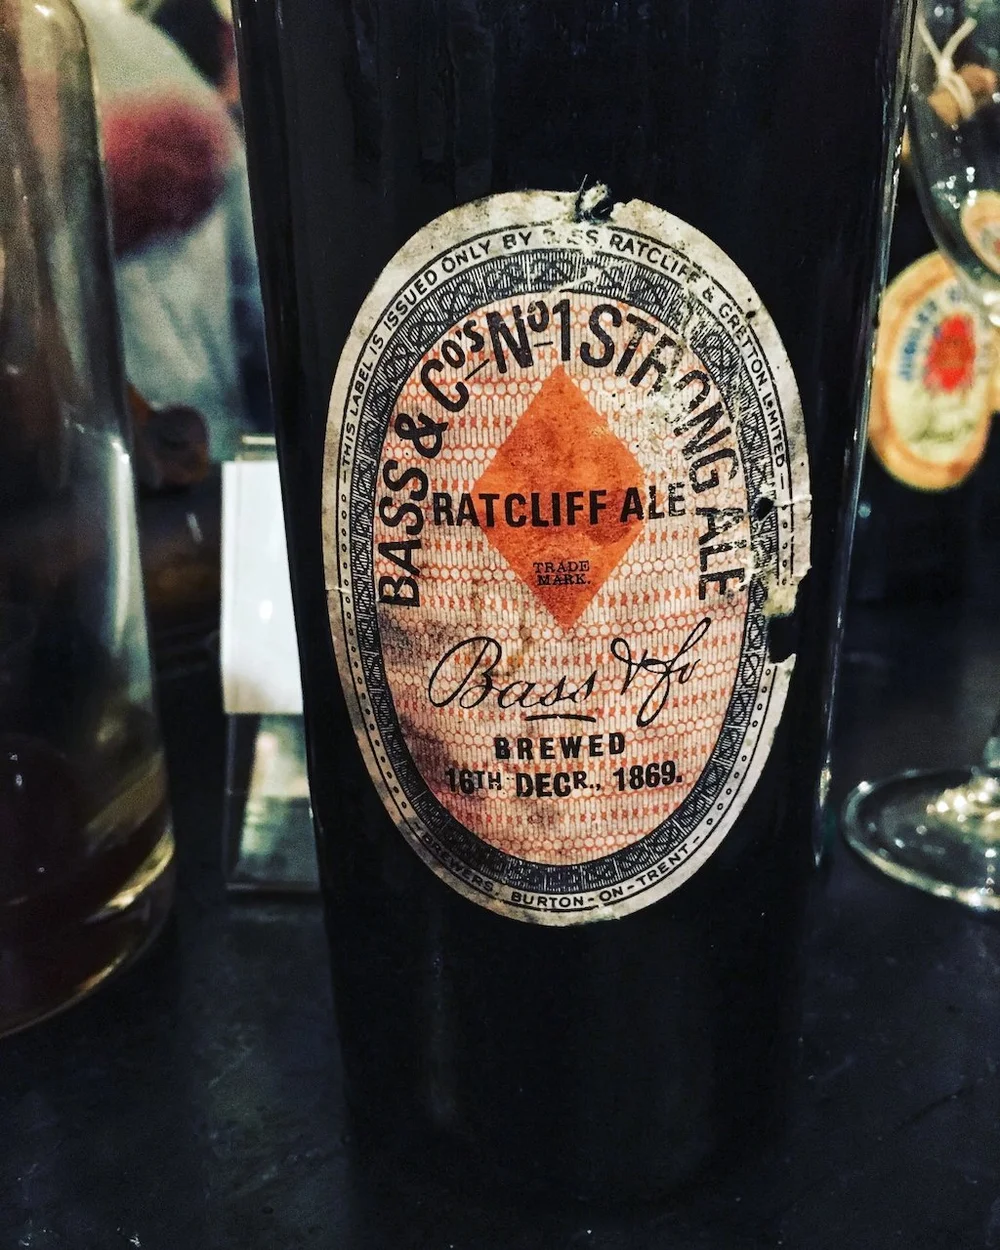 —THIS LABEL IS ISSUED ONLY BY BASS RATCLIFF & GRETTON LIMITED—
BASS & Co's No 1 STRONG ALE
RATCLIFF ALE
TRADE
MARK.
Bass & Co
BREWED
16TH DECR., 1869.
BREWERS. BURTON-ON-TRENT—